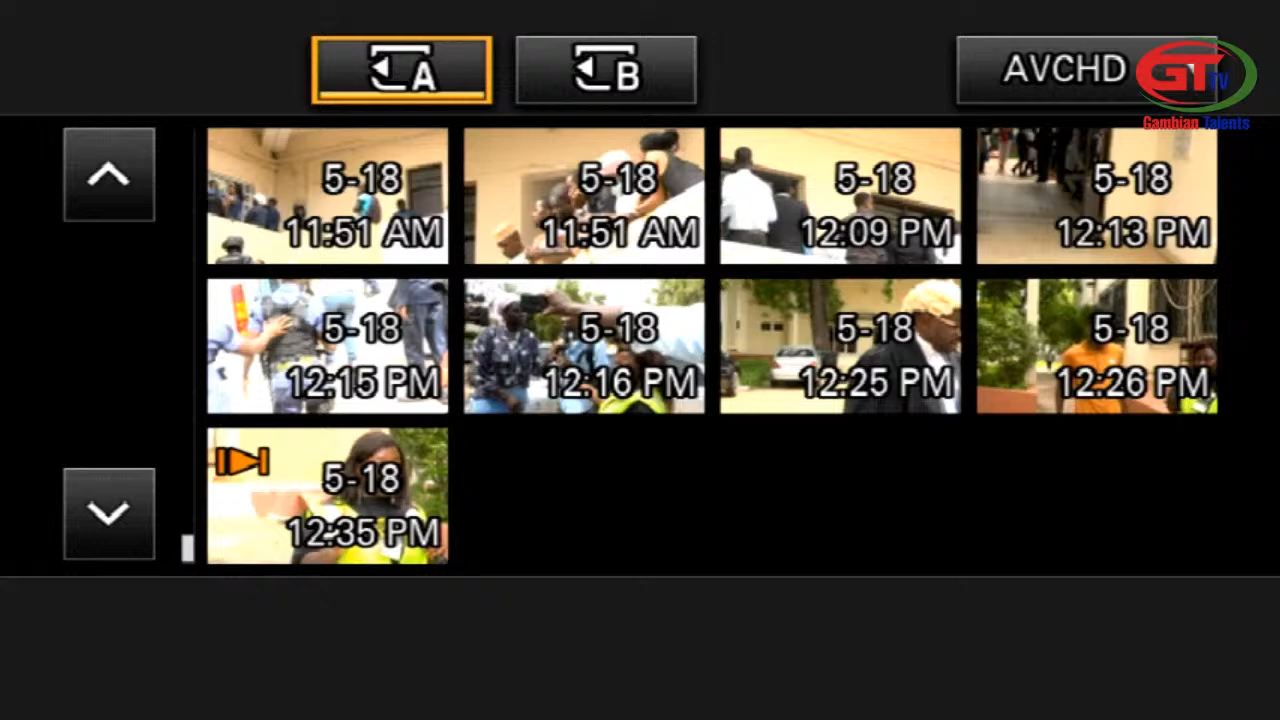 A
B
AVCHD
GT
TV
Gambian Talents
5-18
11:51 AM
5-18
11:51 AM
5-18
12:09 PM
5-18
12:13 PM
5-18
12:15 PM
5-18
12:16 PM
5-18
12:25 PM
5-18
12:26 PM
5-18
12:35 PM